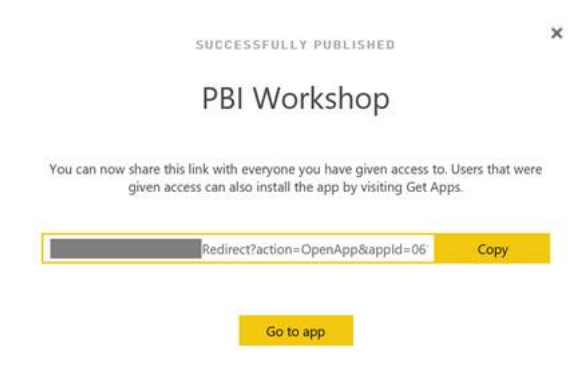 SUCCESSFULLY PUBLISHED
PBI Workshop
You can now share this link with everyone you have given access to. Users that were
given access can also install the app by visiting Get Apps.
Redirect?action=OpenApp&appId=06
Copy
Go to app